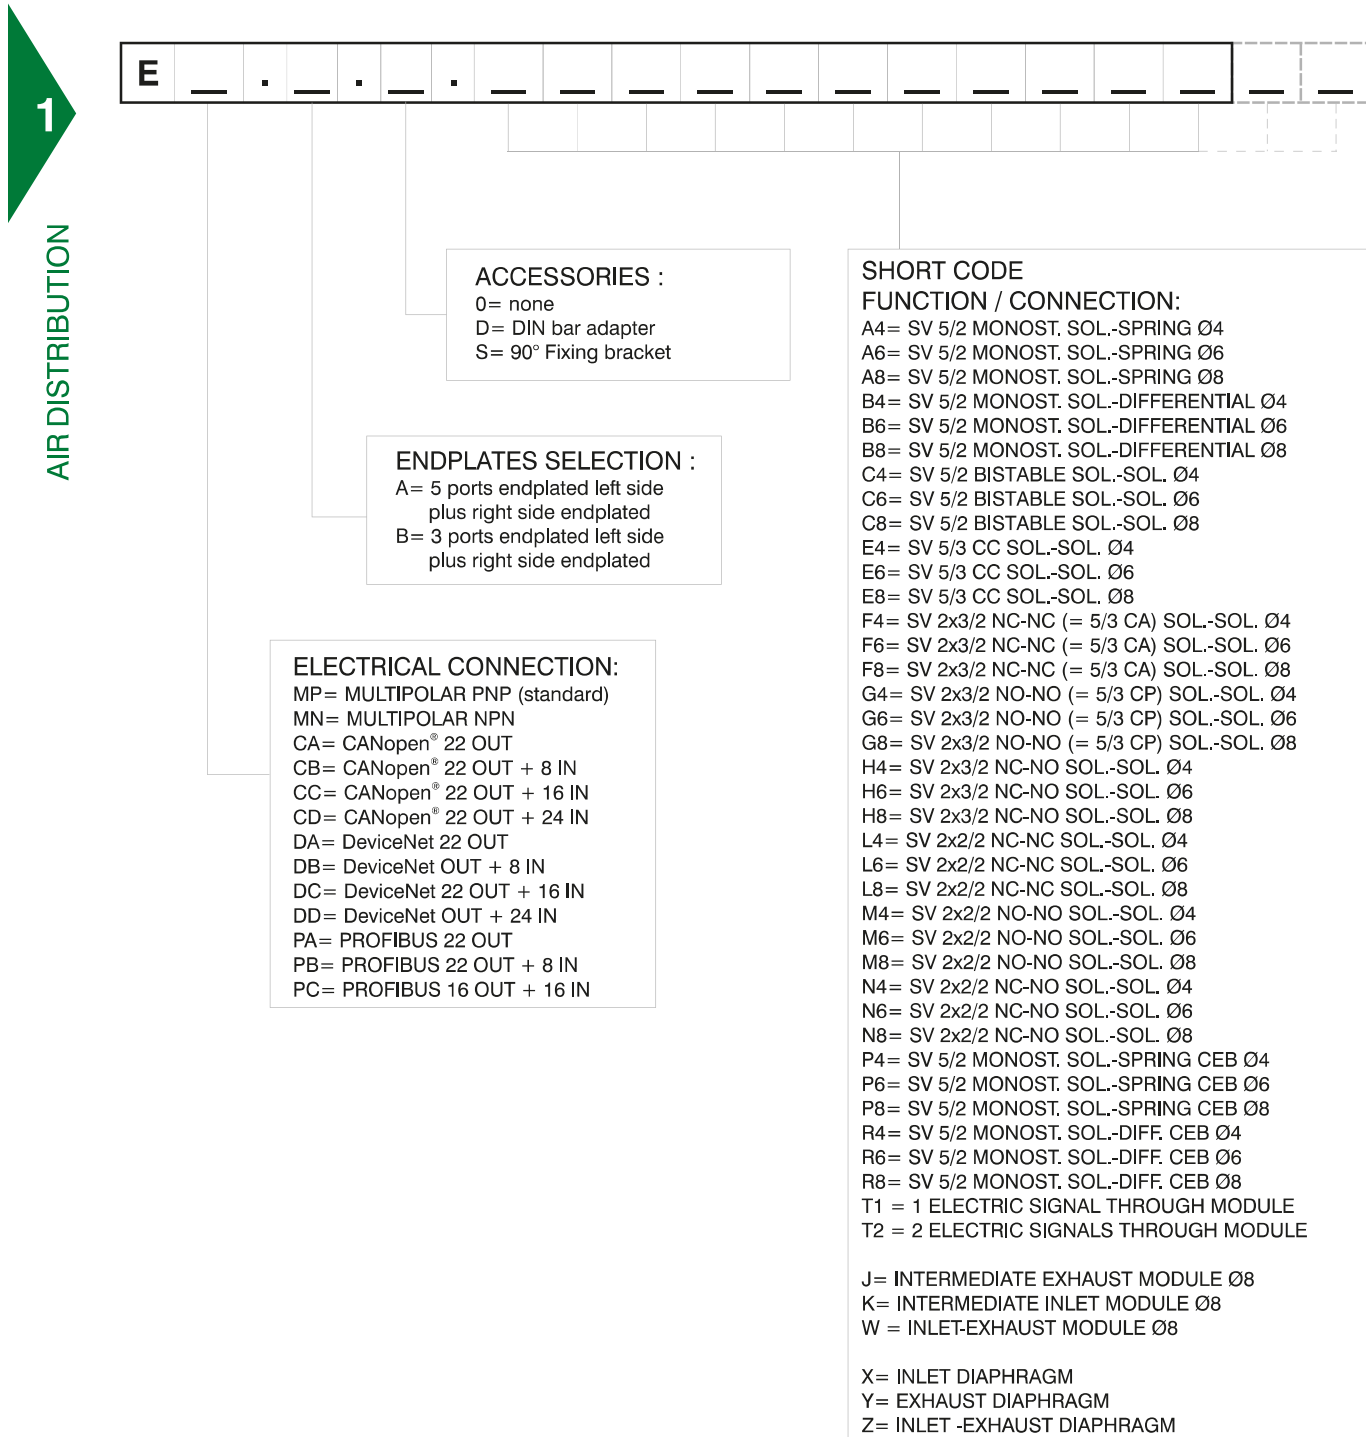 E __ . __ . __ . __ __ __ __ __ __ __ __ __ __ __ __ __
1
AIR DISTRIBUTION
ACCESSORIES :
0= none
D= DIN bar adapter
S= 90° Fixing bracket
ENDPLATES SELECTION :
A= 5 ports endplated left side
plus right side endplated
B= 3 ports endplated left side
plus right side endplated
ELECTRICAL CONNECTION:
MP= MULTIPOLAR PNP (standard)
MN= MULTIPOLAR NPN
CA= CANopen® 22 OUT
CB= CANopen® 22 OUT + 8 IN
CC= CANopen® 22 OUT + 16 IN
CD= CANopen® 22 OUT + 24 IN
DA= DeviceNet 22 OUT
DB= DeviceNet OUT + 8 IN
DC= DeviceNet 22 OUT + 16 IN
DD= DeviceNet OUT + 24 IN
PA= PROFIBUS 22 OUT
PB= PROFIBUS 22 OUT + 8 IN
PC= PROFIBUS 16 OUT + 16 IN
SHORT CODE
FUNCTION / CONNECTION:
A4= SV 5/2 MONOST. SOL.-SPRING Ø4
A6= SV 5/2 MONOST. SOL.-SPRING Ø6
A8= SV 5/2 MONOST. SOL.-SPRING Ø8
B4= SV 5/2 MONOST. SOL.-DIFFERENTIAL Ø4
B6= SV 5/2 MONOST. SOL.-DIFFERENTIAL Ø6
B8= SV 5/2 MONOST. SOL.-DIFFERENTIAL Ø8
C4= SV 5/2 BISTABLE SOL.-SOL. Ø4
C6= SV 5/2 BISTABLE SOL.-SOL. Ø6
C8= SV 5/2 BISTABLE SOL.-SOL. Ø8
E4= SV 5/3 CC SOL.-SOL. Ø4
E6= SV 5/3 CC SOL.-SOL. Ø6
E8= SV 5/3 CC SOL.-SOL. Ø8
F4= SV 2x3/2 NC-NC (= 5/3 CA) SOL.-SOL. Ø4
F6= SV 2x3/2 NC-NC (= 5/3 CA) SOL.-SOL. Ø6
F8= SV 2x3/2 NC-NC (= 5/3 CA) SOL.-SOL. Ø8
G4= SV 2x3/2 NO-NO (= 5/3 CP) SOL.-SOL. Ø4
G6= SV 2x3/2 NO-NO (= 5/3 CP) SOL.-SOL. Ø6
G8= SV 2x3/2 NO-NO (= 5/3 CP) SOL.-SOL. Ø8
H4= SV 2x3/2 NC-NO SOL.-SOL. Ø4
H6= SV 2x3/2 NC-NO SOL.-SOL. Ø6
H8= SV 2x3/2 NC-NO SOL.-SOL. Ø8
L4= SV 2x2/2 NC-NC SOL.-SOL. Ø4
L6= SV 2x2/2 NC-NC SOL.-SOL. Ø6
L8= SV 2x2/2 NC-NC SOL.-SOL. Ø8
M4= SV 2x2/2 NO-NO SOL.-SOL. Ø4
M6= SV 2x2/2 NO-NO SOL.-SOL. Ø6
M8= SV 2x2/2 NO-NO SOL.-SOL. Ø8
N4= SV 2x2/2 NC-NO SOL.-SOL. Ø4
N6= SV 2x2/2 NC-NO SOL.-SOL. Ø6
N8= SV 2x2/2 NC-NO SOL.-SOL. Ø8
P4= SV 5/2 MONOST. SOL.-SPRING CEB Ø4
P6= SV 5/2 MONOST. SOL.-SPRING CEB Ø6
P8= SV 5/2 MONOST. SOL.-SPRING CEB Ø8
R4= SV 5/2 MONOST. SOL.-DIFF. CEB Ø4
R6= SV 5/2 MONOST. SOL.-DIFF. CEB Ø6
R8= SV 5/2 MONOST. SOL.-DIFF. CEB Ø8
T1 = 1 ELECTRIC SIGNAL THROUGH MODULE
T2 = 2 ELECTRIC SIGNALS THROUGH MODULE
J= INTERMEDIATE EXHAUST MODULE Ø8
K= INTERMEDIATE INLET MODULE Ø8
W = INLET-EXHAUST MODULE Ø8
X= INLET DIAPHRAGM
Y= EXHAUST DIAPHRAGM
Z= INLET -EXHAUST DIAPHRAGM